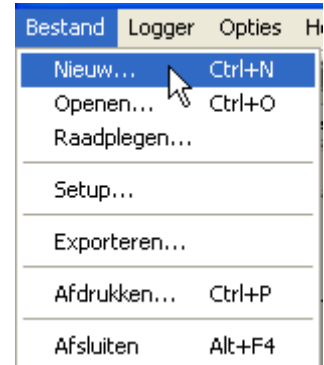 Bestand Logger Opties
Nieuw... Ctrl+N
Openen... Ctrl+O
Raadplegen...
Setup...
Exporteren...
Afdrukken... Ctrl+P
Afsluiten Alt+F4